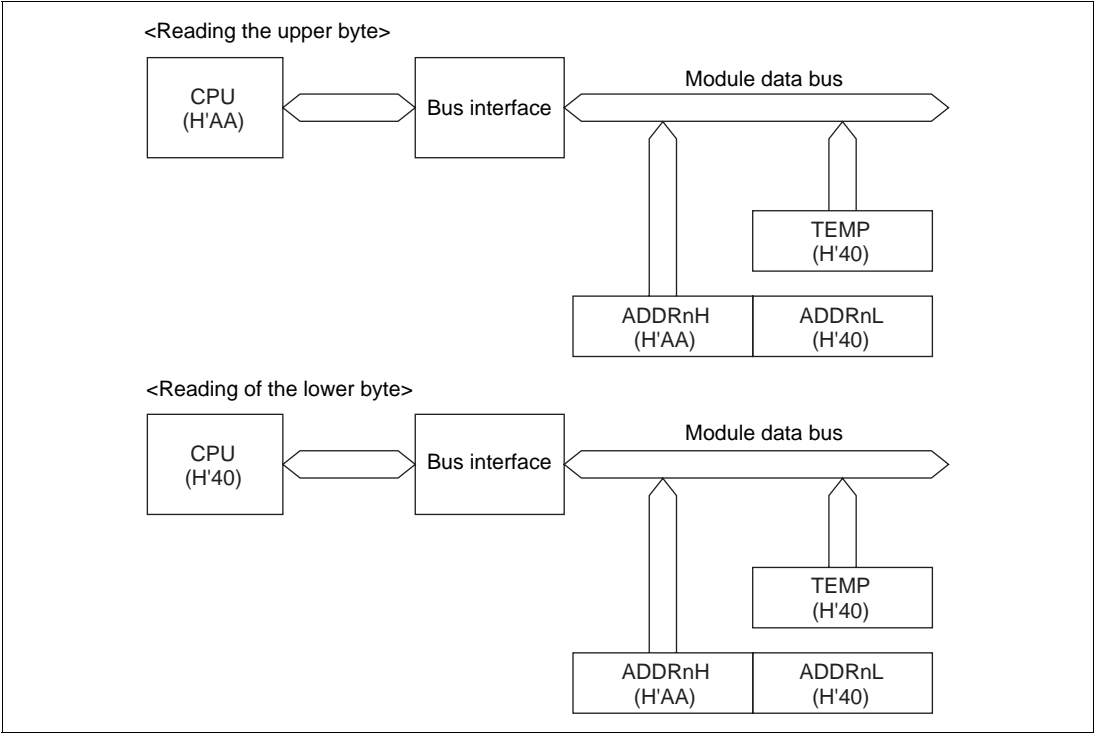 <Reading the upper byte>
Module data bus
CPU
(H'AA)
Bus interface
TEMP
(H'40)
ADDRnH
(H'AA)
ADDRnL
(H'40)
<Reading of the lower byte>
Module data bus
CPU
(H'40)
Bus interface
TEMP
(H'40)
ADDRnH
(H'AA)
ADDRnL
(H'40)